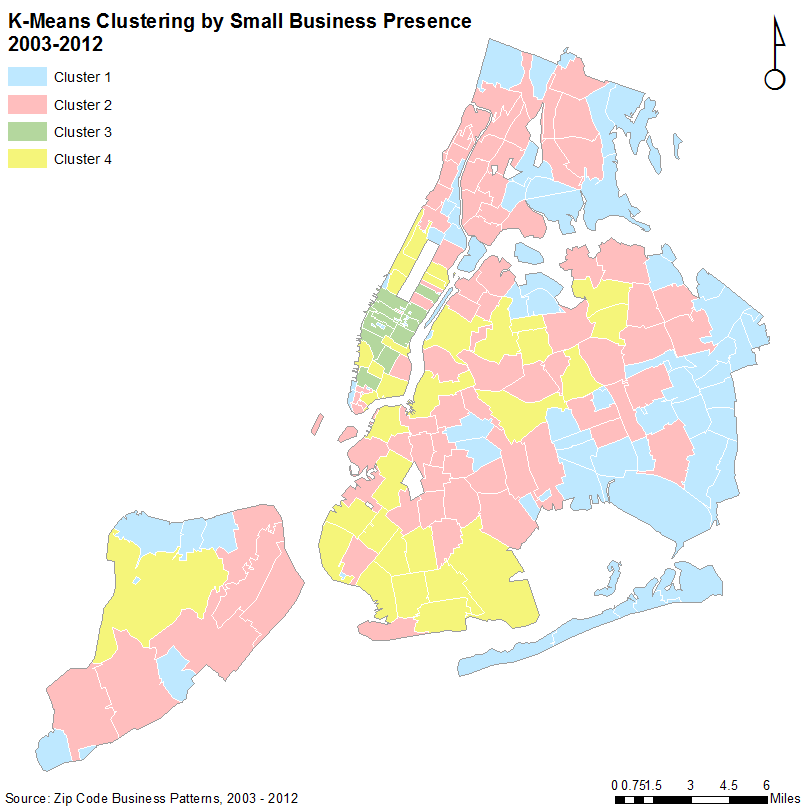 K-Means Clustering by Small Business Presence
2003-2012
Cluster 1
Cluster 2
Cluster 3
Cluster 4
Source: Zip Code Business Patterns, 2003 - 2012
0 0.75 1.5 3 4.5 6
Miles